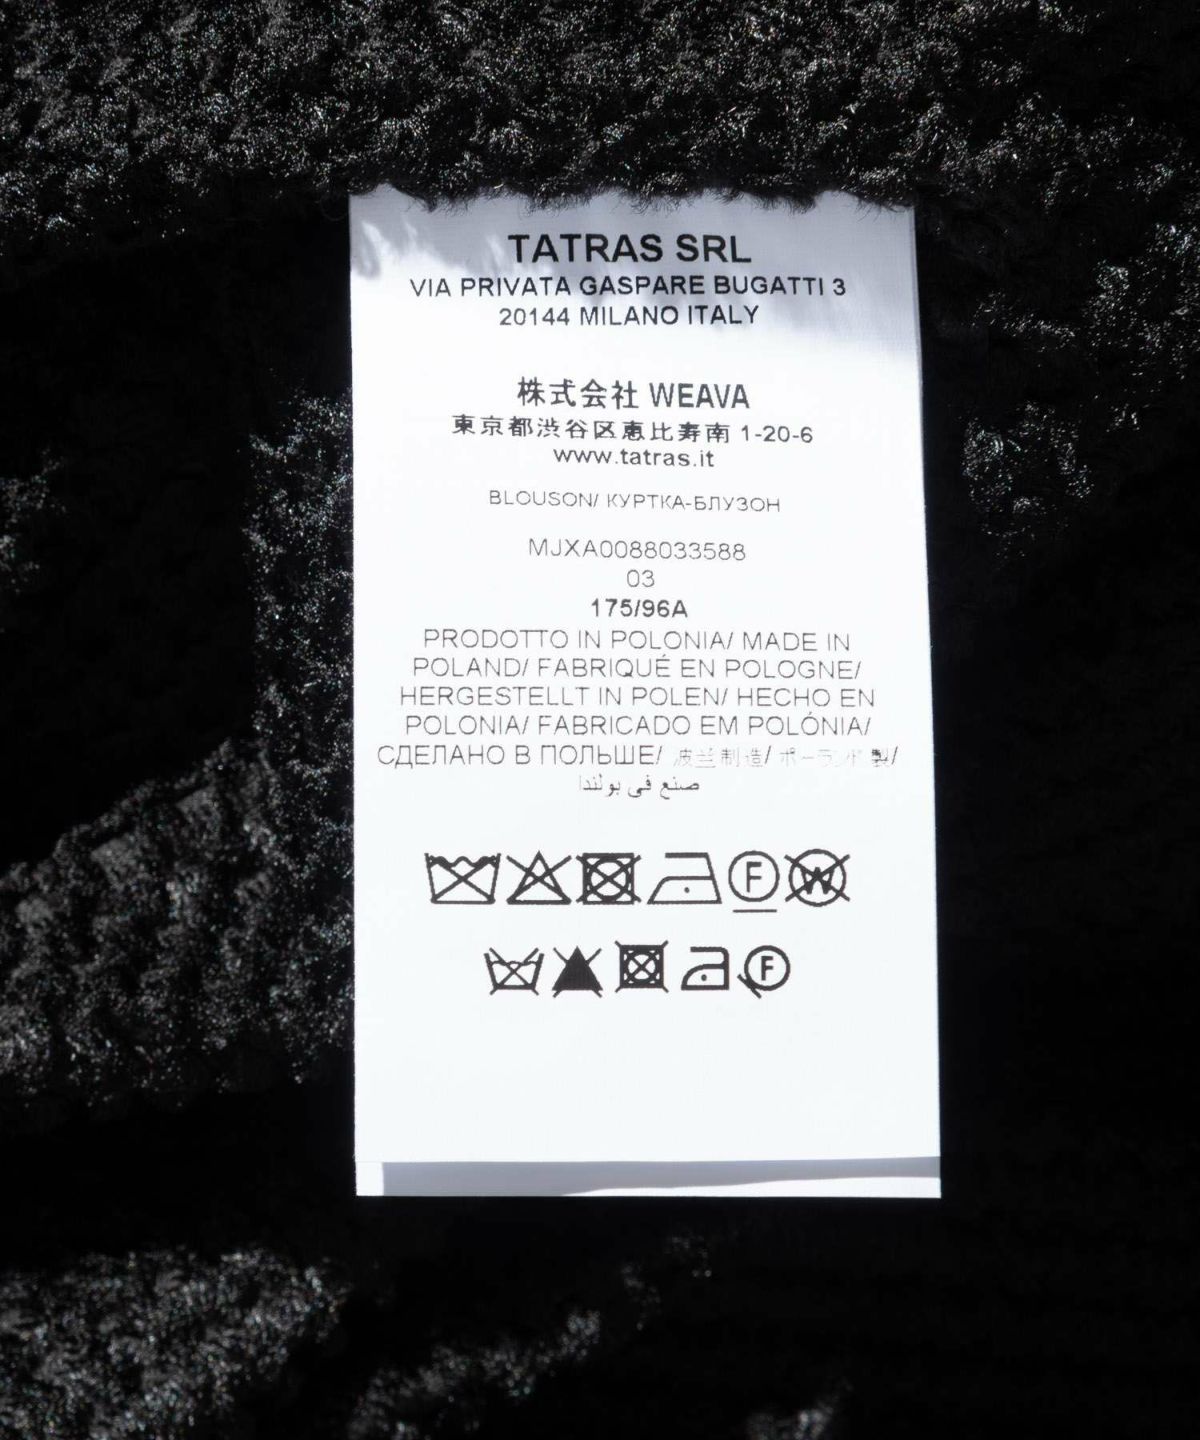 TATRAS SRL
VIA PRIVATA GASPARE BUGATTI 3
20144 MILANO ITALY
株式会社 WEAVA
東京都渋谷区恵比寿南 1-20-6
www.tatras.it
BLOUSON/ КУРТКА-БЛУЗОН
MJXA0088033588
03
175/96A
PRODOTTO IN POLONIA/ MADE IN
POLAND/ FABRIQUÉ EN POLOGNE/
HERGESTELLT IN POLEN/ HECHO EN
POLONIA/ FABRICADO EM POLÓNIA/
СДЕЛАНО В ПОЛЬШЕ/ 波兰制造/ ポーランド製/
صنع في بولندا
F W
F